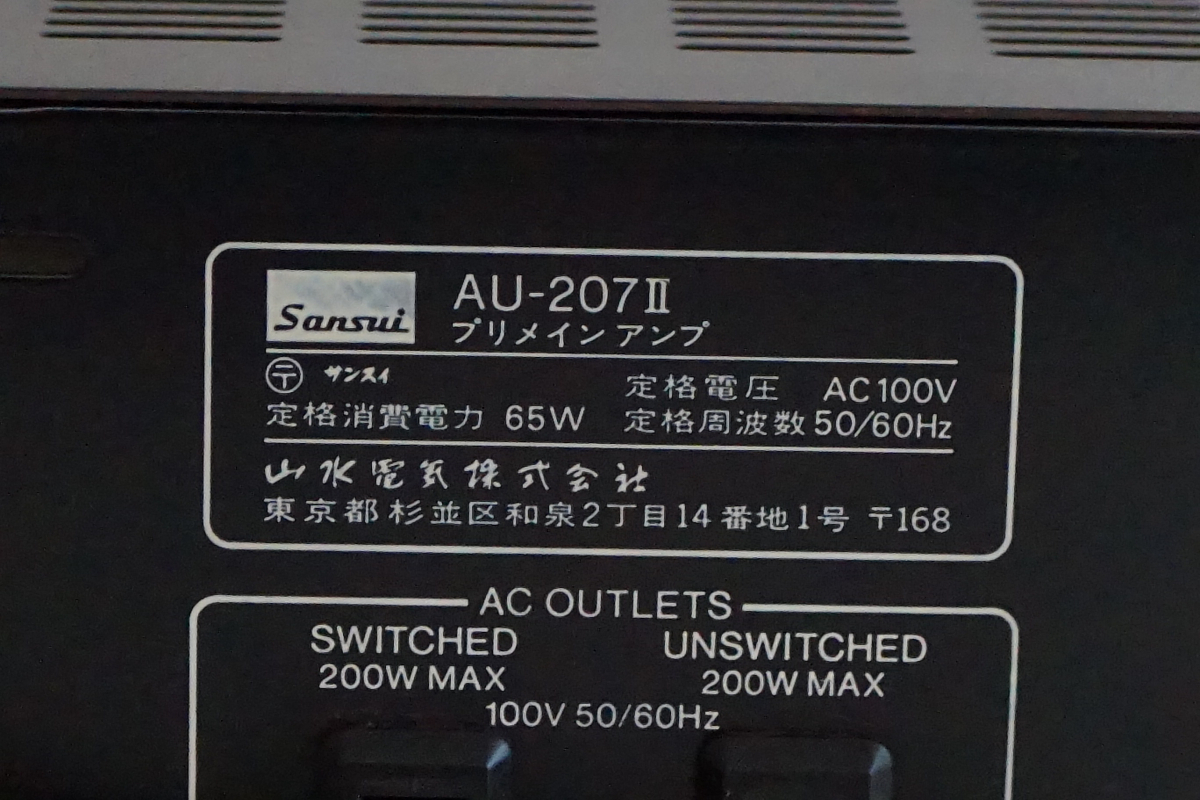 Sansui
AU-207Ⅱ
プリメインアンプ
〒 サンスイ
定格電圧 AC100V
定格消費電力 65W 定格周波数50/60Hz
山水電気株式会社
東京都杉並区和泉2丁目14番地1号 〒168
AC OUTLETS
SWITCHED UNSWITCHED
200W MAX 200W MAX
100V 50/60Hz